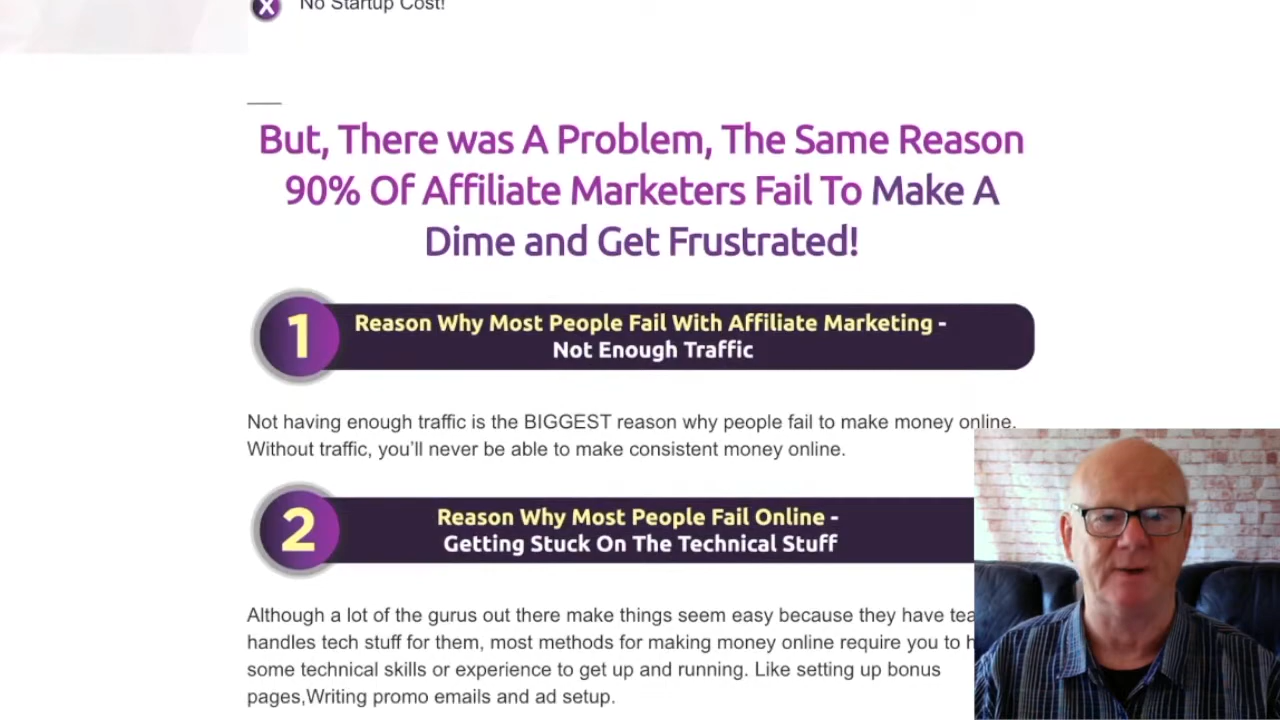 X
No Startup Cost!
But, There was A Problem, The Same Reason
90% Of Affiliate Marketers Fail To Make A
Dime and Get Frustrated!
1
Reason Why Most People Fail With Affiliate Marketing -
Not Enough Traffic
Not having enough traffic is the BIGGEST reason why people fail to make money online.
Without traffic, you’ll never be able to make consistent money online.
2
Reason Why Most People Fail Online -
Getting Stuck On The Technical Stuff
Although a lot of the gurus out there make things seem easy because they have
handles tech stuff for them, most methods for making money online require you to
some technical skills or experience to get up and running. Like setting up bonus
pages,Writing promo emails and ad setup.